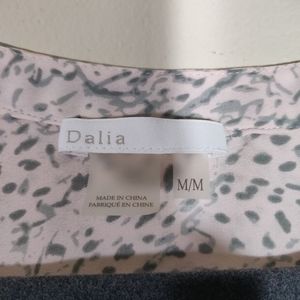 Dalia
M/M
MADE IN CHINA
FABRIQUÉ EN CHINE